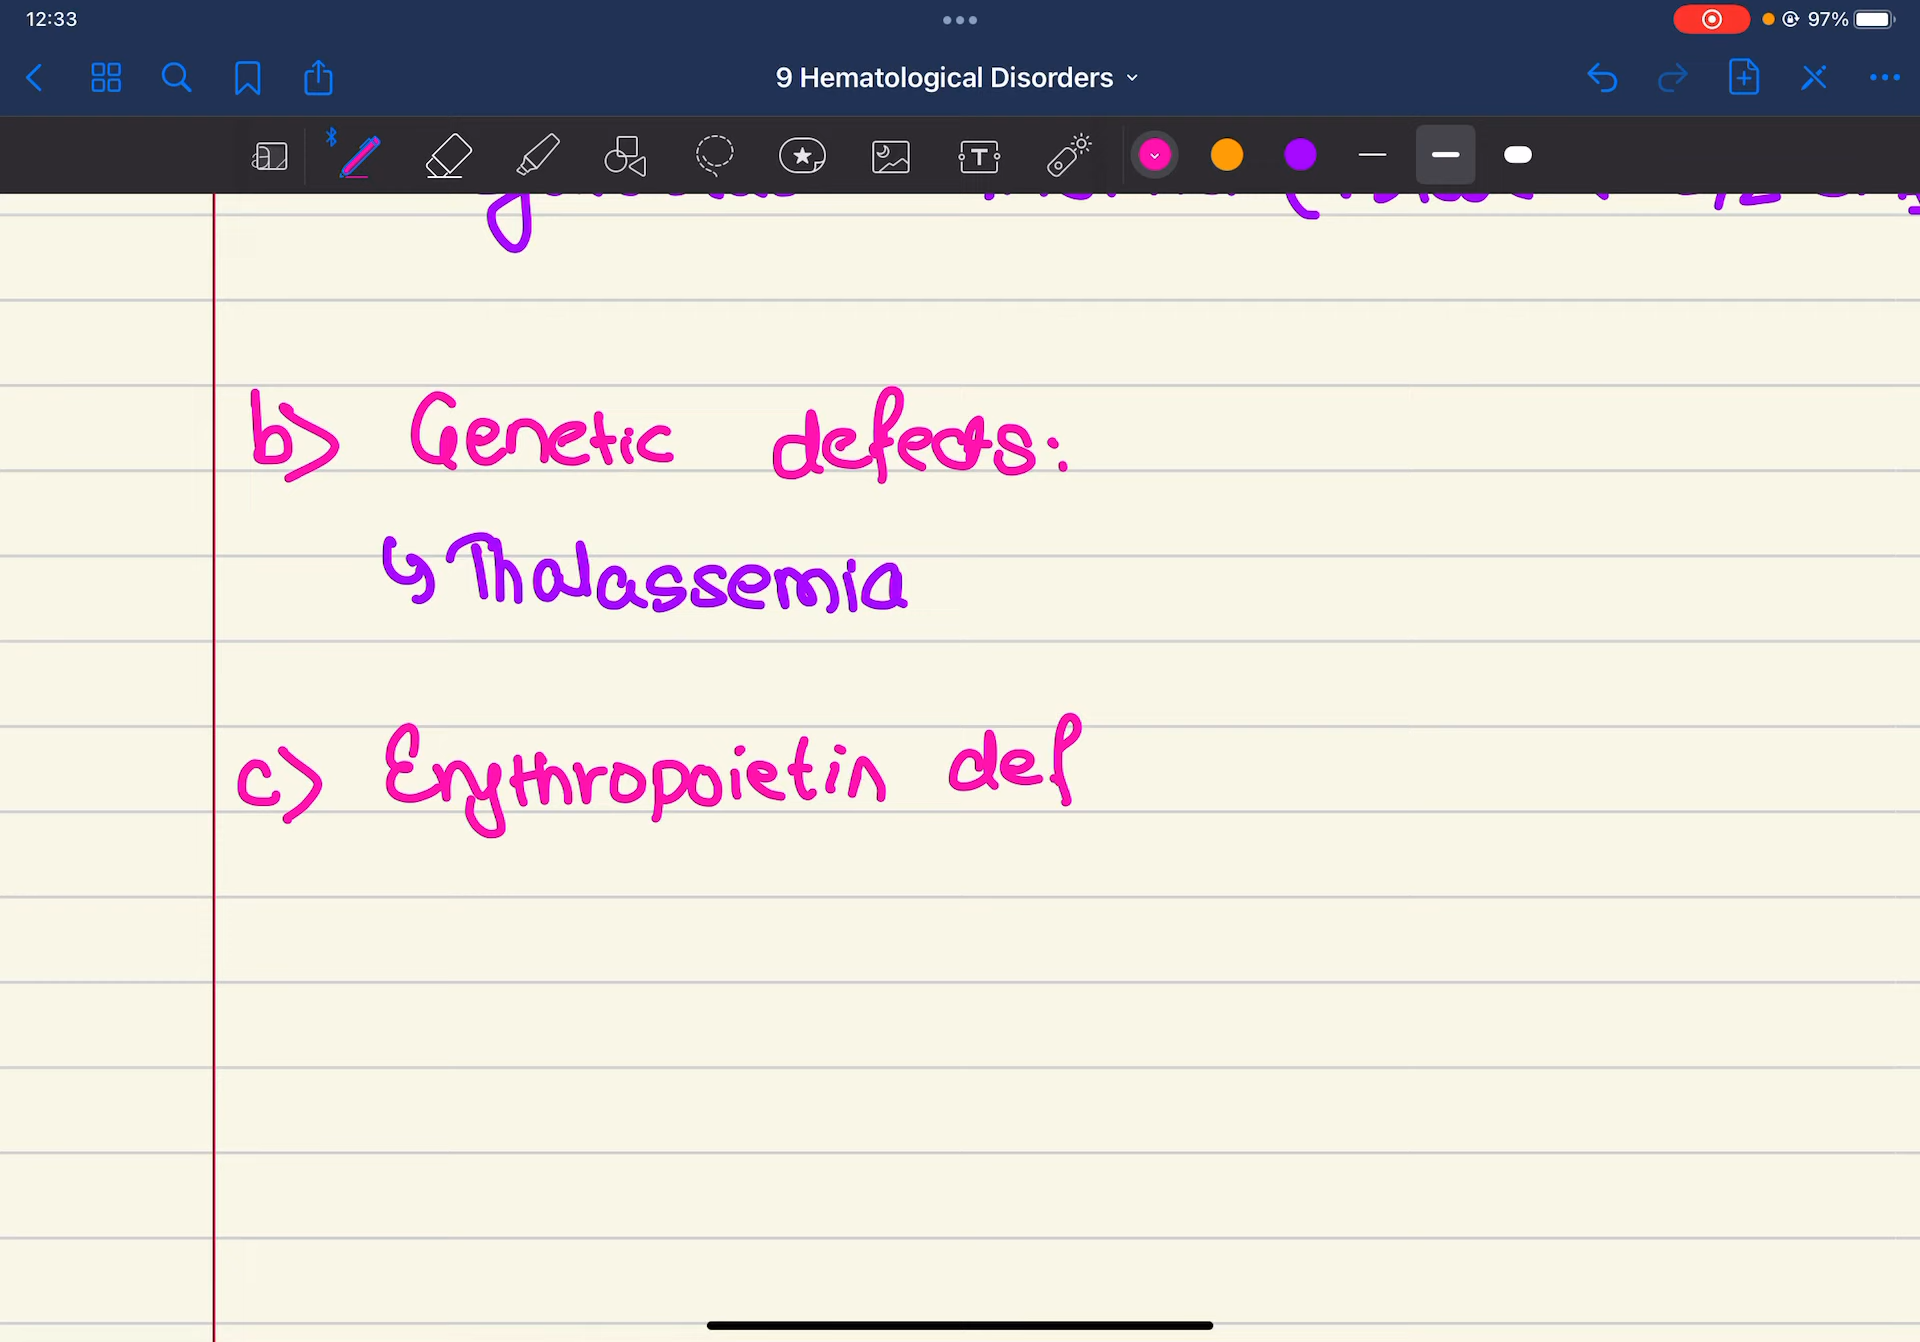 12:33
97%
9 Hematological Disorders
T
b) Genetic defects:
Thalassemia
c) Erythropoietin def